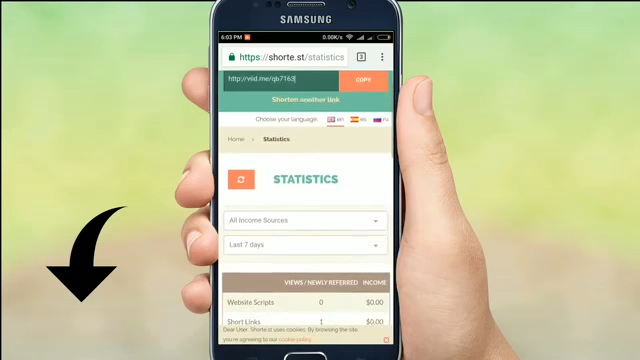 SAMSUNG
6:03 PM 0.00K/s
https://shorte.st/statistics 3
http://viid.me/qb7163 COPY
Shorten another link
Choose your language: en es ru
Home > Statistics
STATISTICS
All Income Sources
Last 7 days
VIEWS / NEWLY REFERRED INCOME
Website Scripts 0 $0.00
Short Links 1 $0.00
Dear User. Shorte.st uses cookies. By browsing the site,
you're agreeing to our cookie policy.